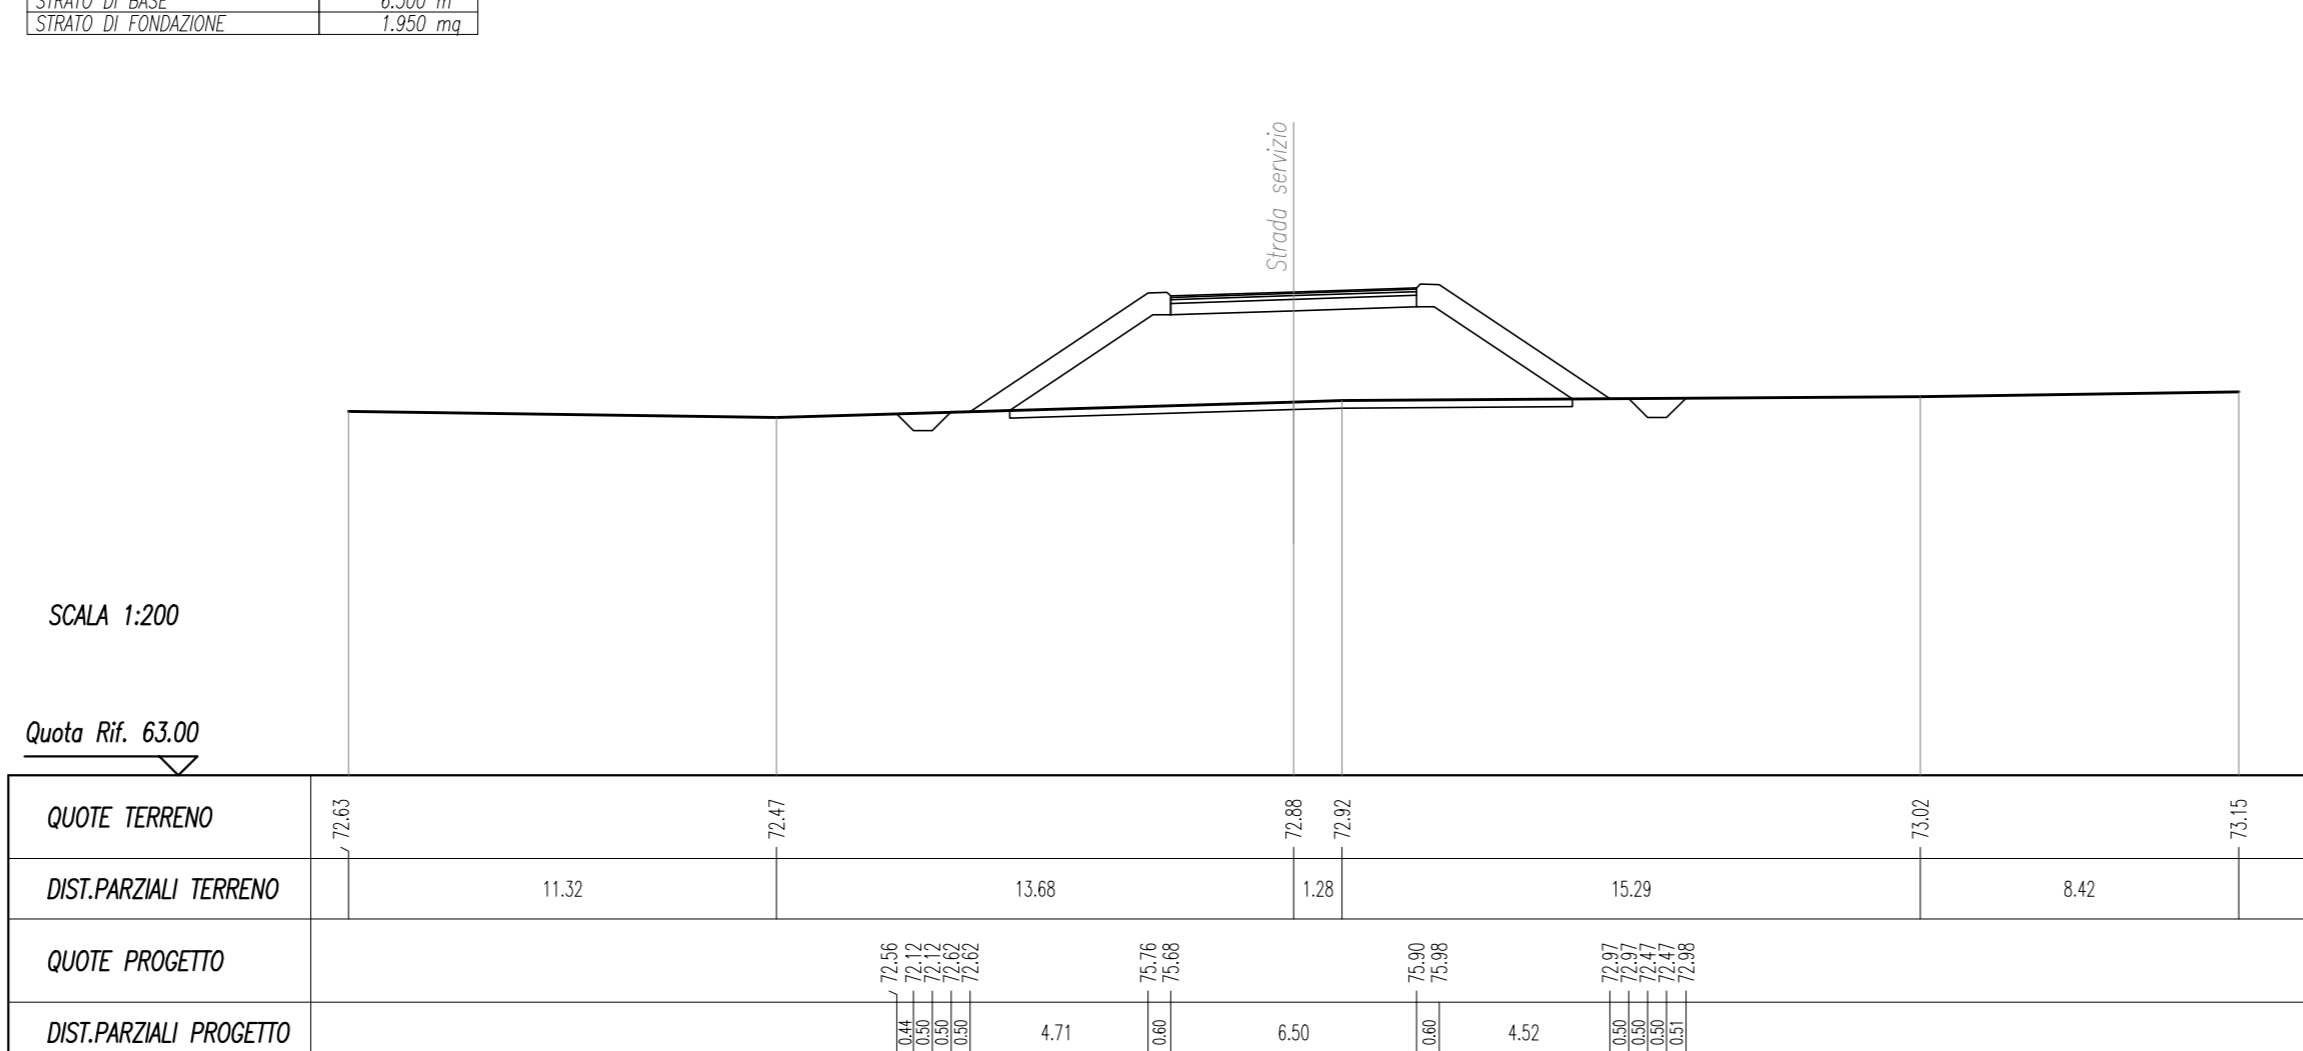 STRATO DI BASE 6.500 m
STRATO DI FONDAZIONE 1.950 mq
Strada servizio
SCALA 1:200
Quota Rif. 63.00
QUOTE TERRENO 72.63 72.47 72.88 72.92 73.02 73.15
DIST.PARZIALI TERRENO 11.32 13.68 1.28 15.29 8.42
QUOTE PROGETTO 72.56 72.12 72.12 72.62 72.62 75.76 75.68 75.90 75.98 72.97 72.97 72.47 72.47 72.98
DIST.PARZIALI PROGETTO 0.44 0.50 0.50 0.50 4.71 0.60 6.50 0.60 4.52 0.50 0.50 0.50 0.51